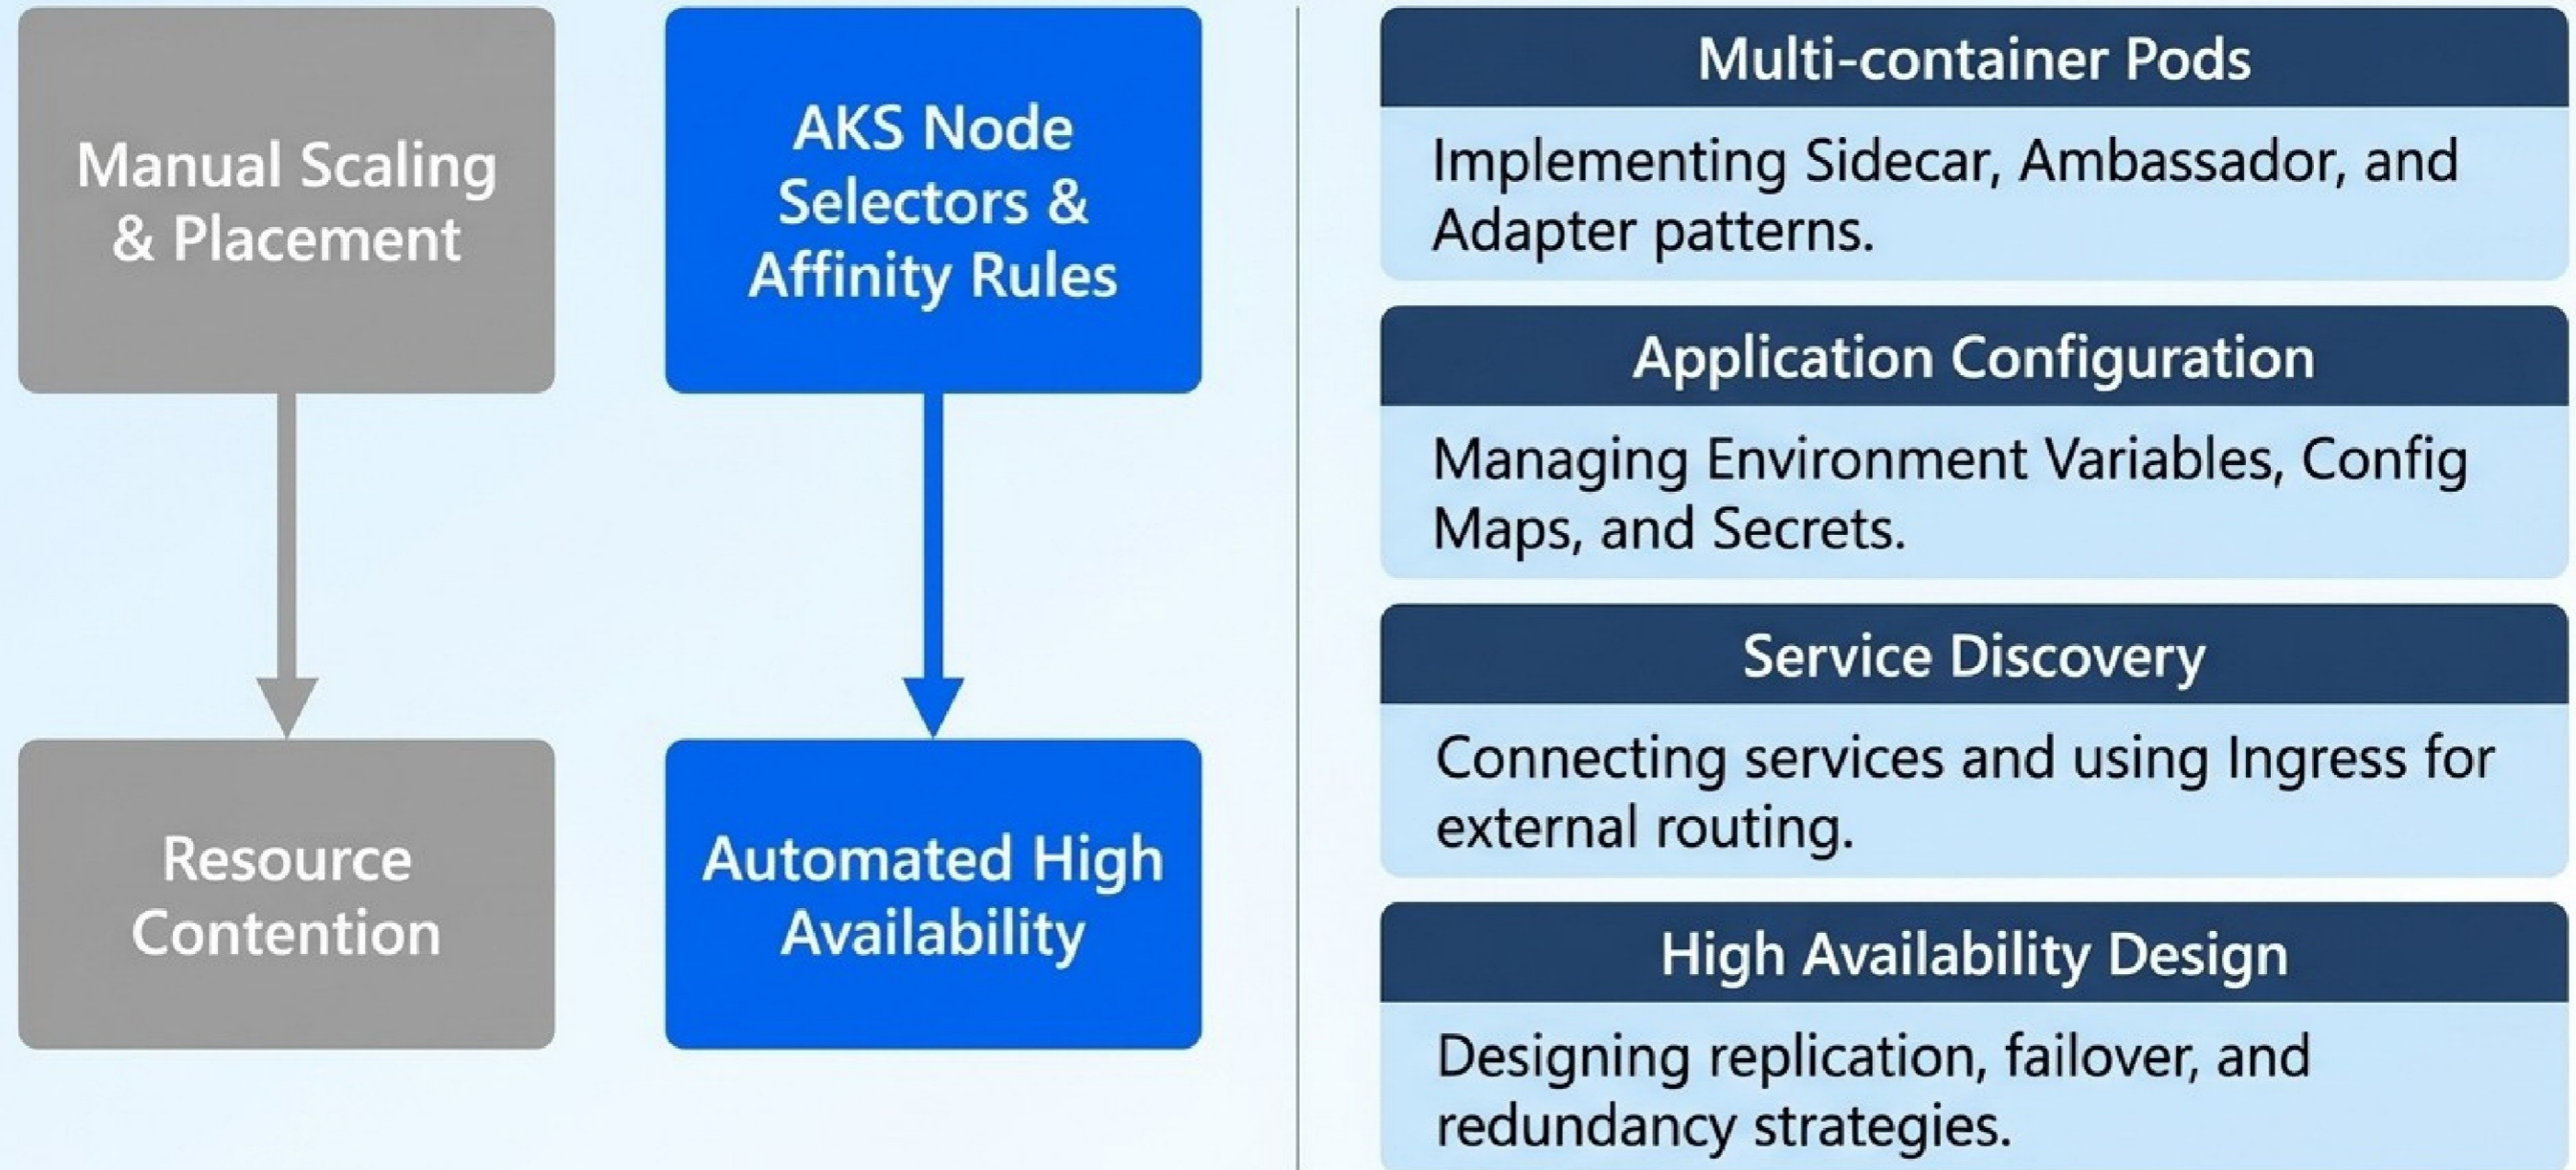 Manual Scaling
& Placement
Resource
Contention
AKS Node
Selectors &
Affinity Rules
Automated High
Availability
Multi-container Pods
Implementing Sidecar, Ambassador, and
Adapter patterns.
Application Configuration
Managing Environment Variables, Config
Maps, and Secrets.
Service Discovery
Connecting services and using Ingress for
external routing.
High Availability Design
Designing replication, failover, and
redundancy strategies.